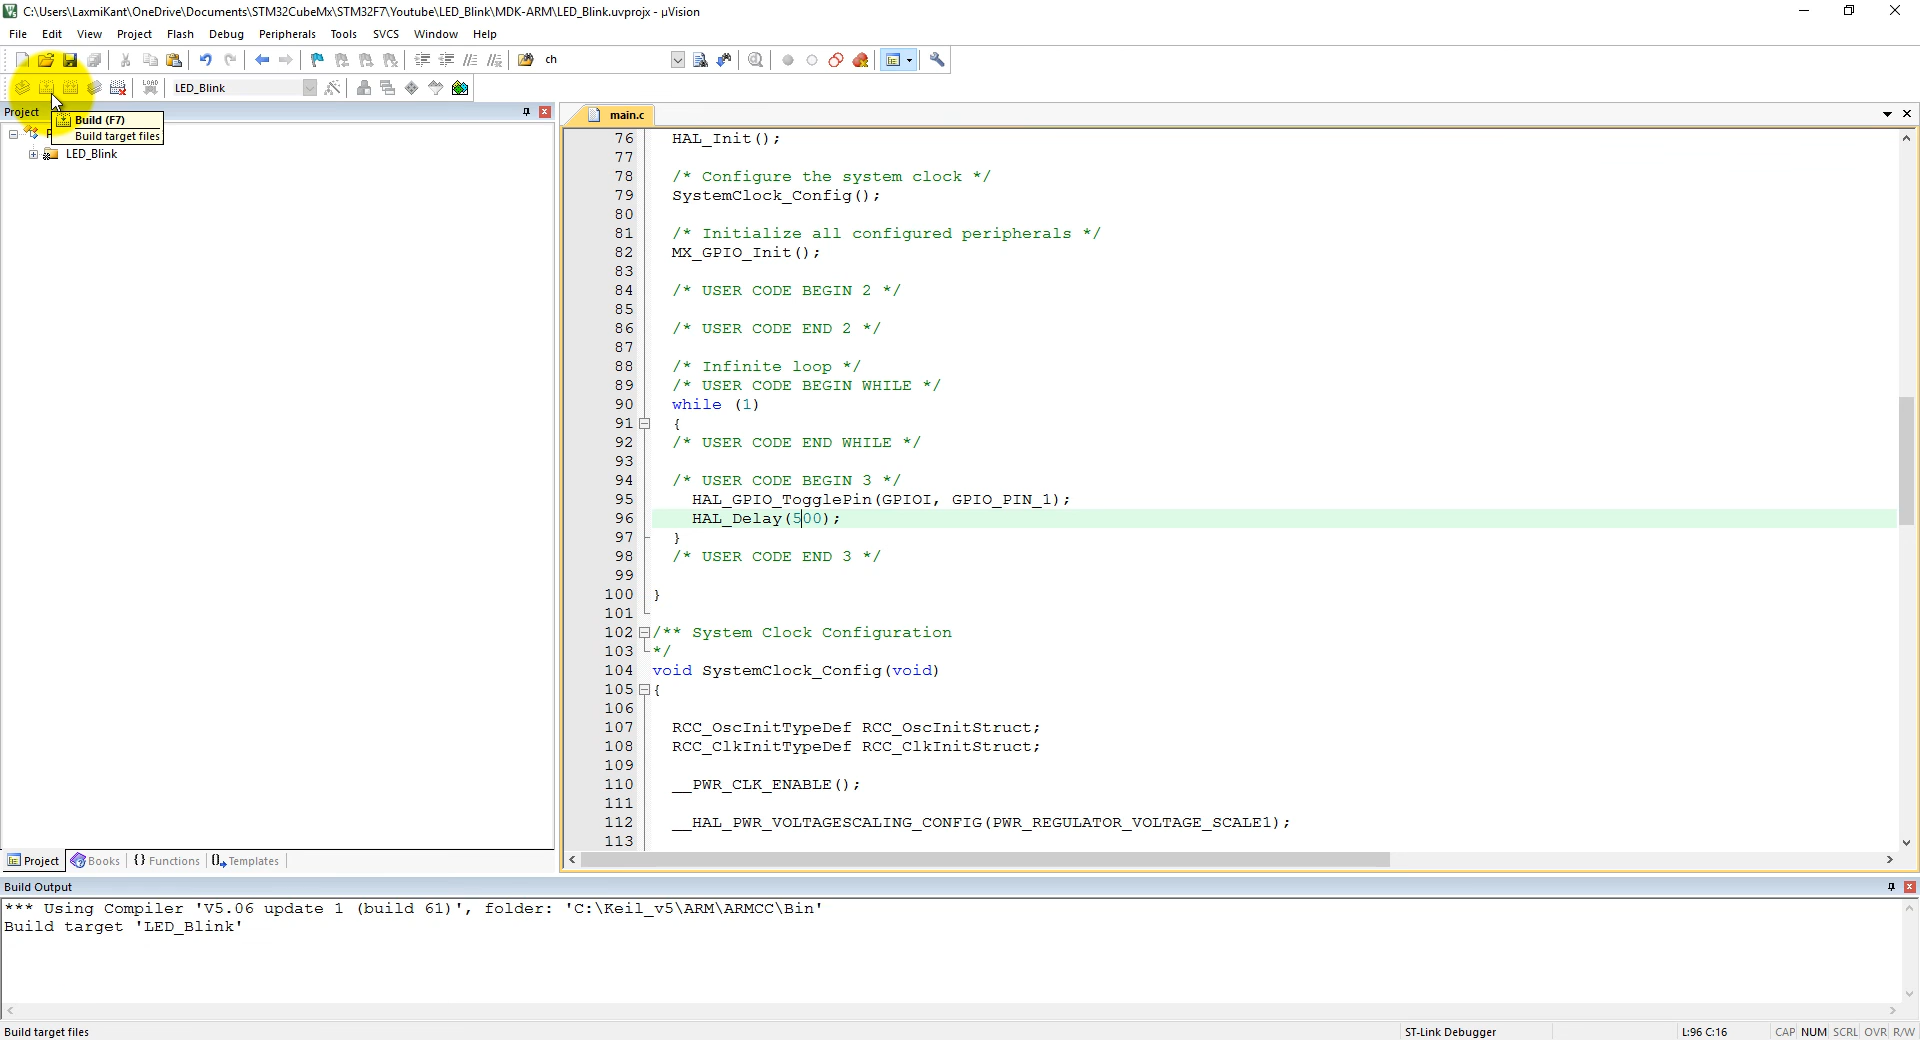 C:\Users\LaxmiKant\OneDrive\Documents\STM32CubeMx\STM32F7\Youtube\LED_Blink\MDK-ARM\LED_Blink.uvprojx - µVision
File Edit View Project Flash Debug Peripherals Tools SVCS Window Help
ch
LOAD LED_Blink
Project
Build (F7)
Build target files
LED_Blink
main.c
76 HAL_Init();
77
78 /* Configure the system clock */
79 SystemClock_Config();
80
81 /* Initialize all configured peripherals */
82 MX_GPIO_Init();
83
84 /* USER CODE BEGIN 2 */
85
86 /* USER CODE END 2 */
87
88 /* Infinite loop */
89 /* USER CODE BEGIN WHILE */
90 while (1)
91 {
92 /* USER CODE END WHILE */
93
94 /* USER CODE BEGIN 3 */
95 HAL_GPIO_TogglePin(GPIOI, GPIO_PIN_1);
96 HAL_Delay(500);
97 }
98 /* USER CODE END 3 */
99
100 }
101
102 /** System Clock Configuration
103 */
104 void SystemClock_Config(void)
105 {
106
107 RCC_OscInitTypeDef RCC_OscInitStruct;
108 RCC_ClkInitTypeDef RCC_ClkInitStruct;
109
110 __PWR_CLK_ENABLE();
111
112 __HAL_PWR_VOLTAGESCALING_CONFIG(PWR_REGULATOR_VOLTAGE_SCALE1);
113
Project Books {} Functions Templates
Build Output
*** Using Compiler 'V5.06 update 1 (build 61)', folder: 'C:\Keil_v5\ARM\ARMCC\Bin'
Build target 'LED_Blink'
Build target files ST-Link Debugger L:96 C:16 CAP NUM SCRL OVR R/W